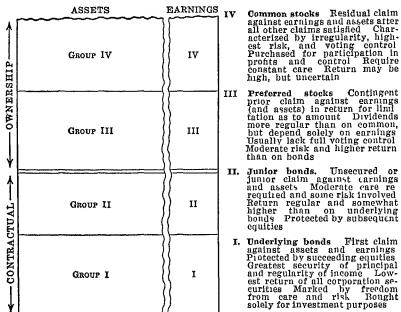 ASSETS
EARNINGS
OWNERSHIP
CONTRACTUAL
GROUP IV
IV
GROUP III
III
GROUP II
II
GROUP I
I
IV Common stocks Residual claim
against earnings and assets after
all other claims satisfied Char-
acterized by irregularity, high-
est risk, and voting control
Purchased for participation in
profits and control Require
constant care Return may be
high, but uncertain
III Preferred stocks Contingent
prior claim against earnings
(and assets) in return for limi
tation as to amount Dividends
more regular than on common,
but depend solely on earnings
Usually lack full voting control
Moderate risk and higher return
than on bonds
II. Junior bonds. Unsecured or
junior claim against earnings
and assets Moderate care re
quired and some risk involved
Return regular and somewhat
higher than on underlying
bonds Protected by subsequent
equities
I. Underlying bonds First claim
against assets and earnings
Protected by succeeding equities
Greatest security of principal
and regularity of income Low-
est return of all corporation se-
curities Marked by freedom
from care and risk Bought
solely for investment purposes